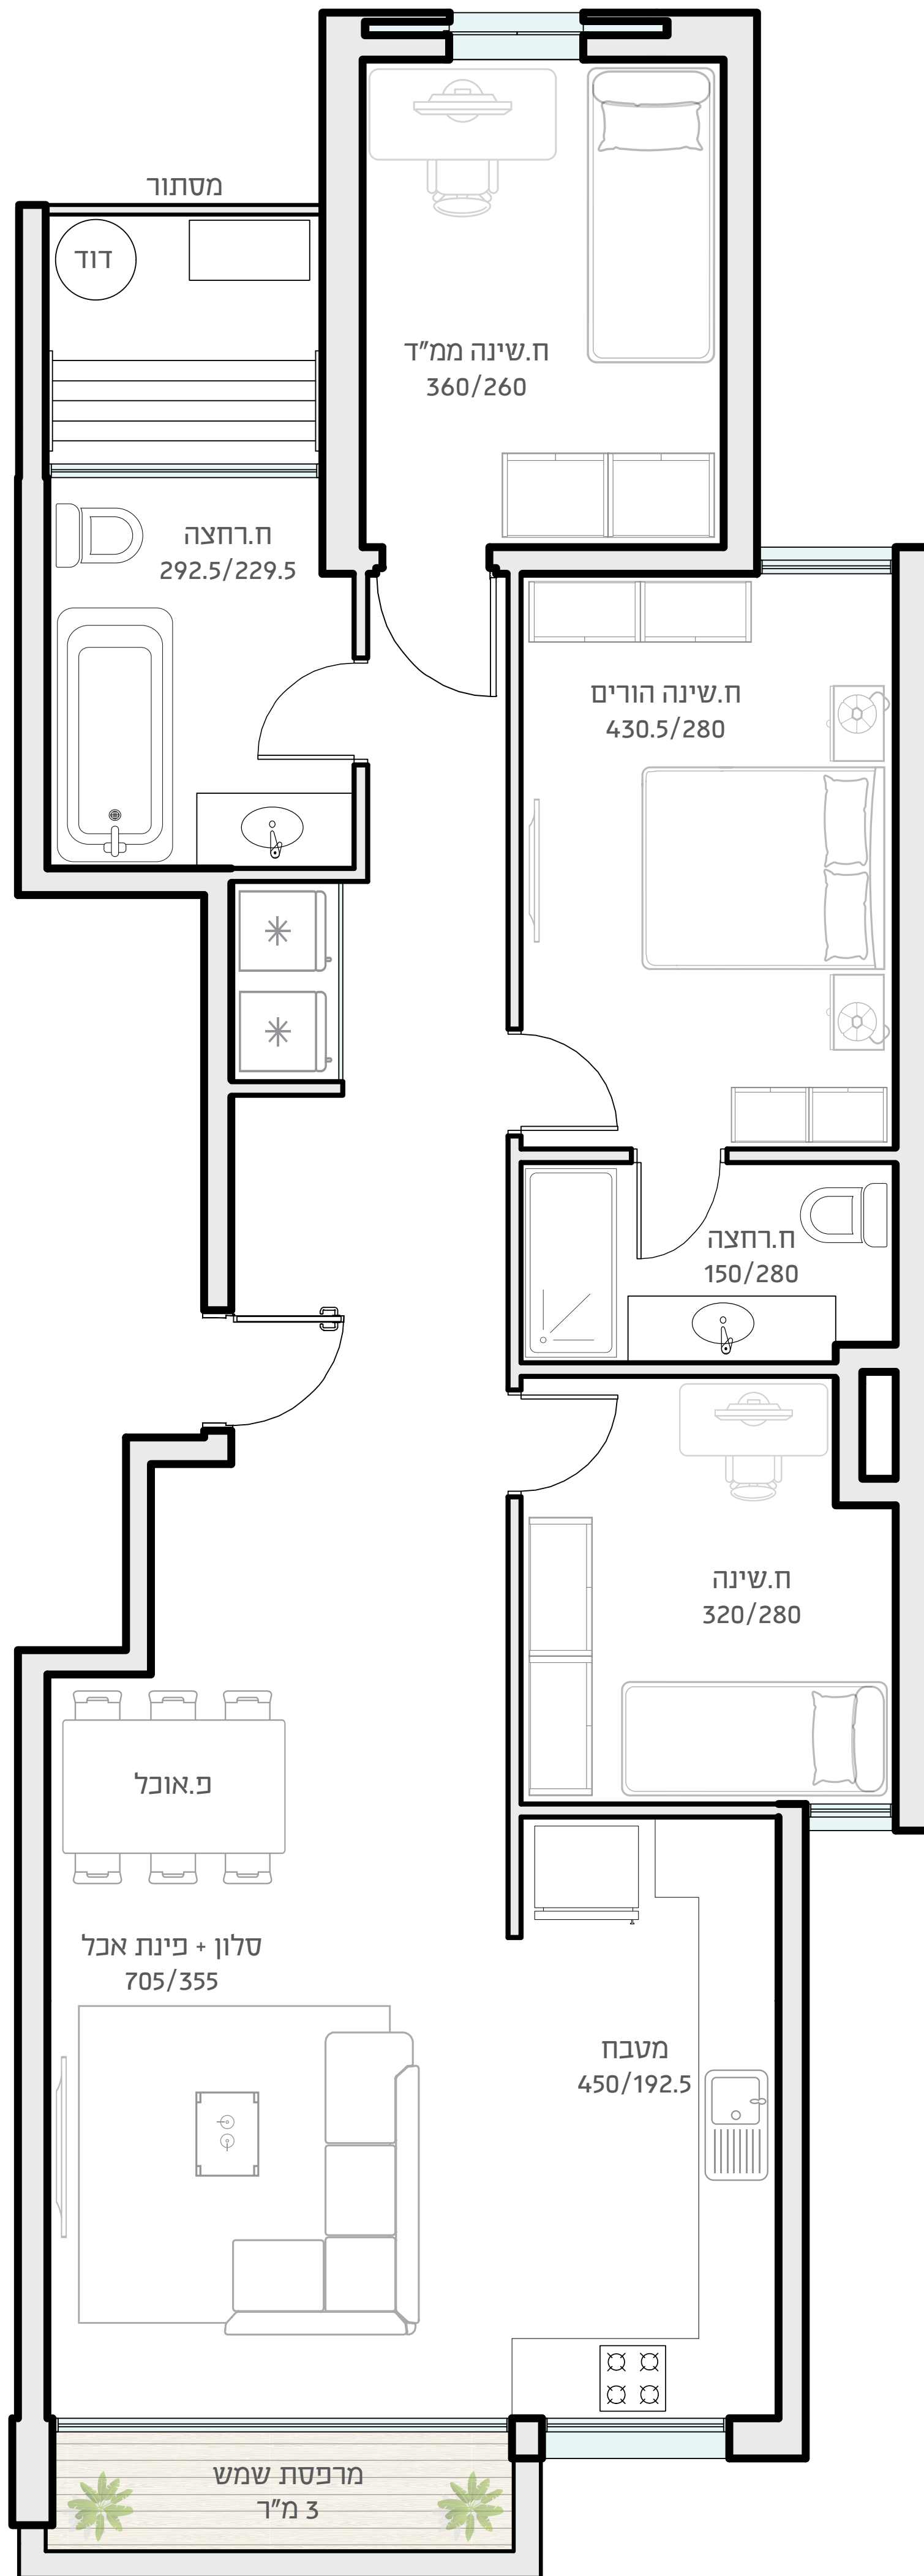 מסתור
דוד
ח.שינה ממ"ד
360/260
ח.רחצה
292.5/229.5
ח.שינה הורים
430.5/280
ח.רחצה
150/280
ח.שינה
320/280
פ.אוכל
סלון + פינת אכל
705/355
מטבח
450/192.5
מרפסת שמש
3 מ"ר